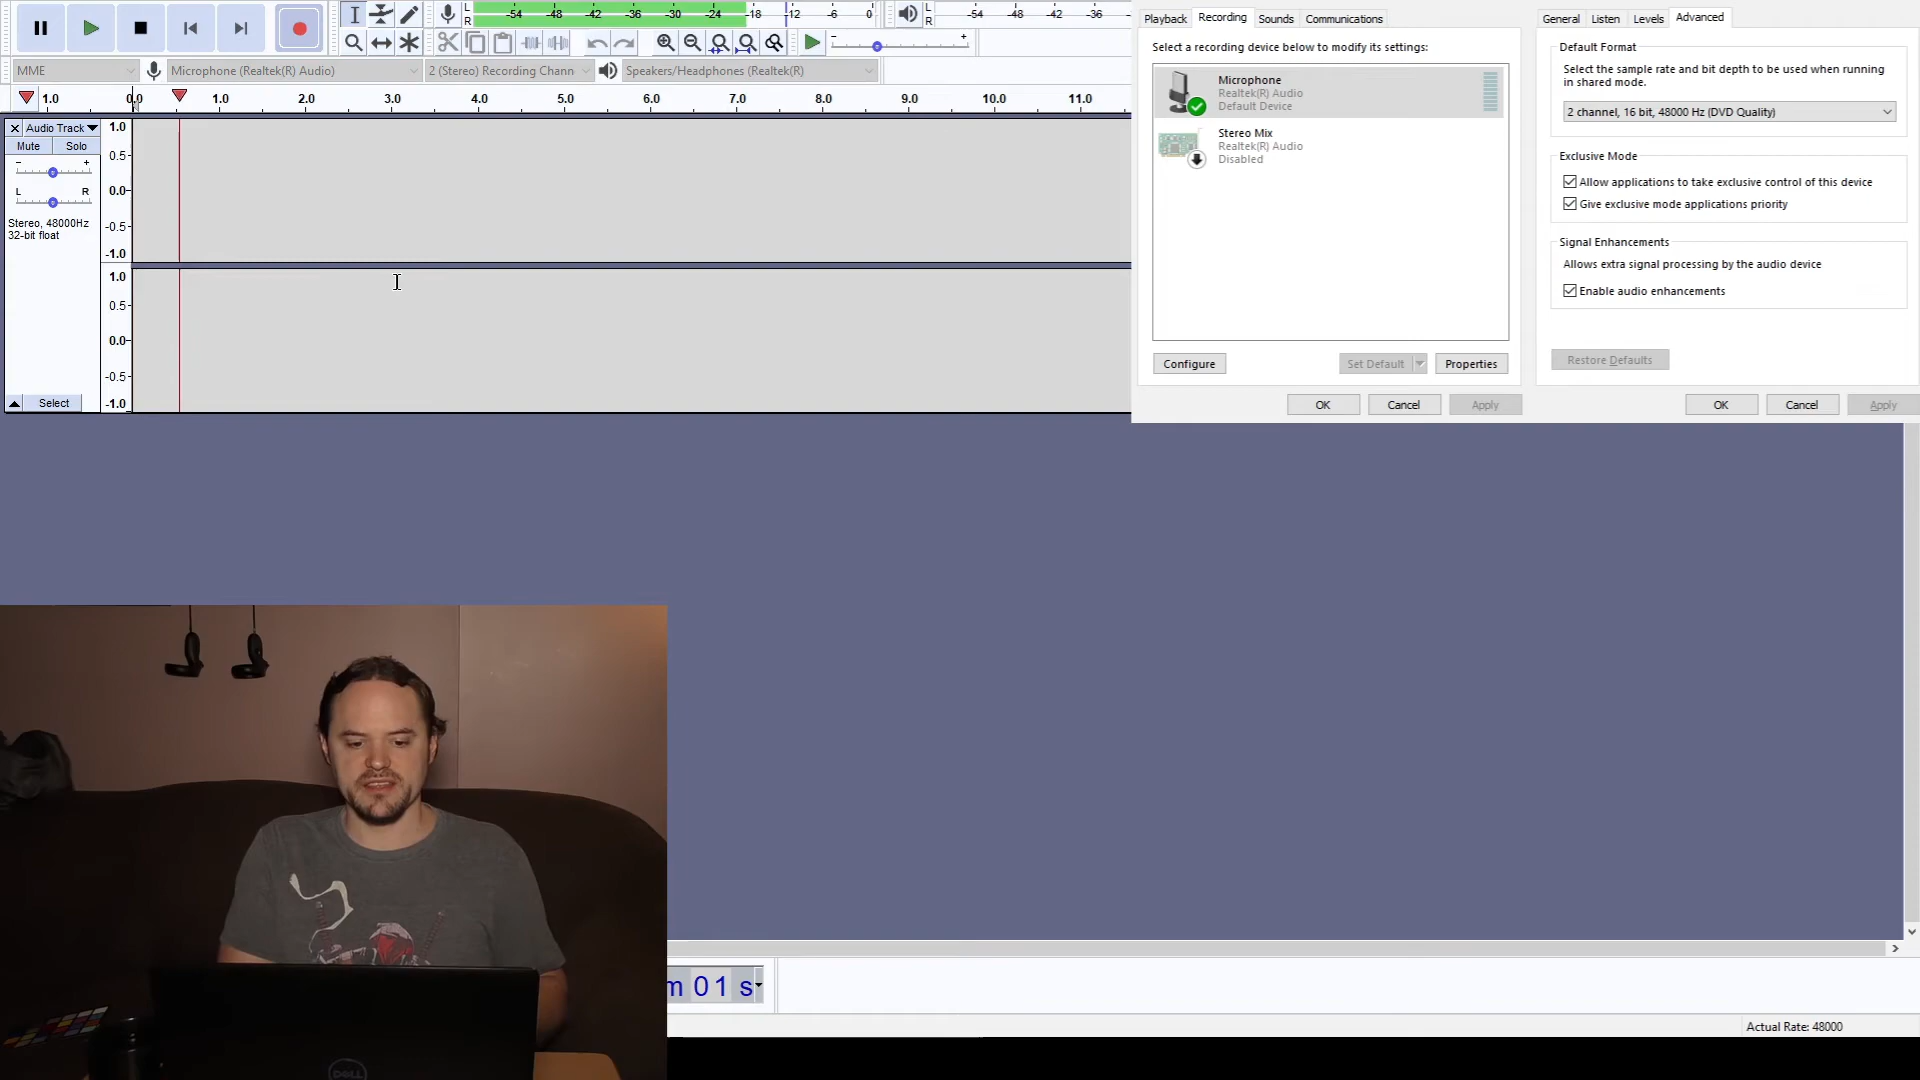 -54 -48 -42 -36 -30 -24 -18 -12 -6 0
L
R
L
R
-54 -48 -42 -36
- +
MME
Microphone (Realtek(R) Audio)
2 (Stereo) Recording Chann
Speakers/Headphones (Realtek(R)
1.0 0.0 1.0 2.0 3.0 4.0 5.0 6.0 7.0 8.0 9.0 10.0 11.0
Audio Track
Mute Solo
- +
L R
Stereo, 48000Hz
32-bit float
Select
1.0
0.5
0.0
-0.5
-1.0
1.0
0.5
0.0
-0.5
-1.0
Playback Recording Sounds Communications
Select a recording device below to modify its settings:
Microphone
Realtek(R) Audio
Default Device
Stereo Mix
Realtek(R) Audio
Disabled
Configure Set Default Properties
OK Cancel Apply
General Listen Levels Advanced
Default Format
Select the sample rate and bit depth to be used when running
in shared mode.
2 channel, 16 bit, 48000 Hz (DVD Quality)
Exclusive Mode
Allow applications to take exclusive control of this device
Give exclusive mode applications priority
Signal Enhancements
Allows extra signal processing by the audio device
Enable audio enhancements
Restore Defaults
OK Cancel Apply
m 01 s
Actual Rate: 48000
DELL